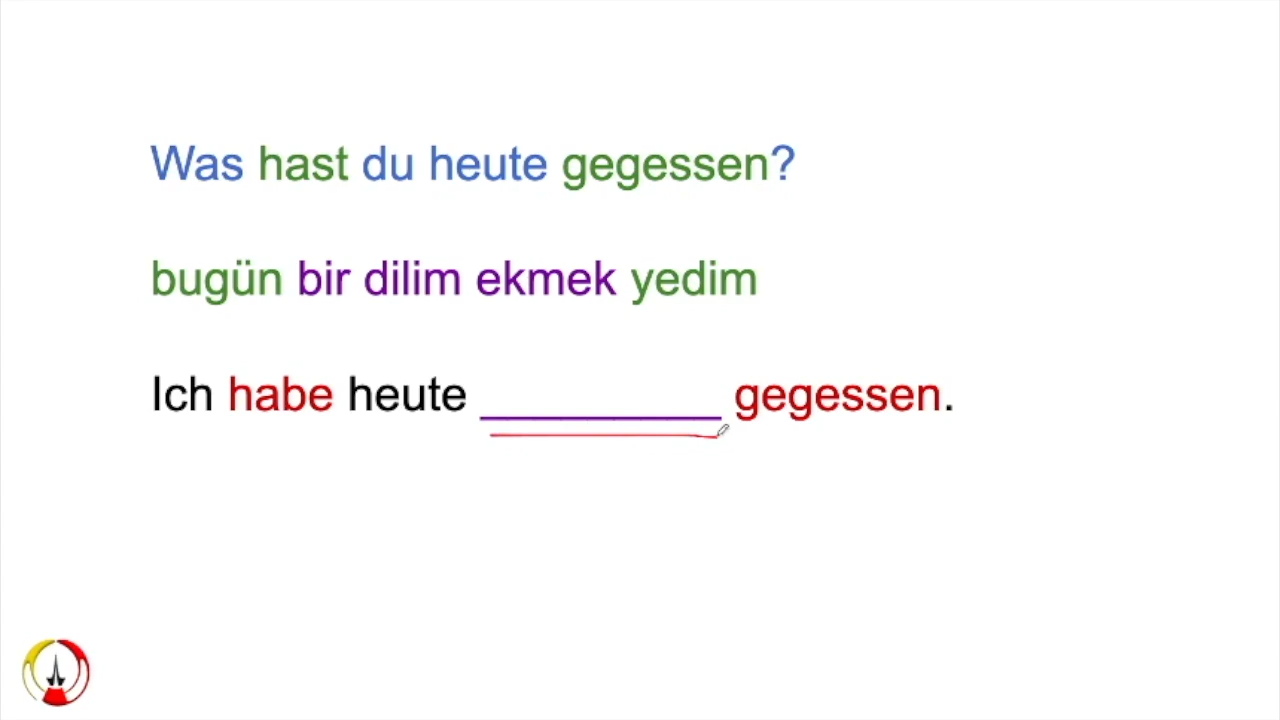 Was hast du heute gegessen?
bugün bir dilim ekmek yedim
Ich habe heute __________ gegessen.